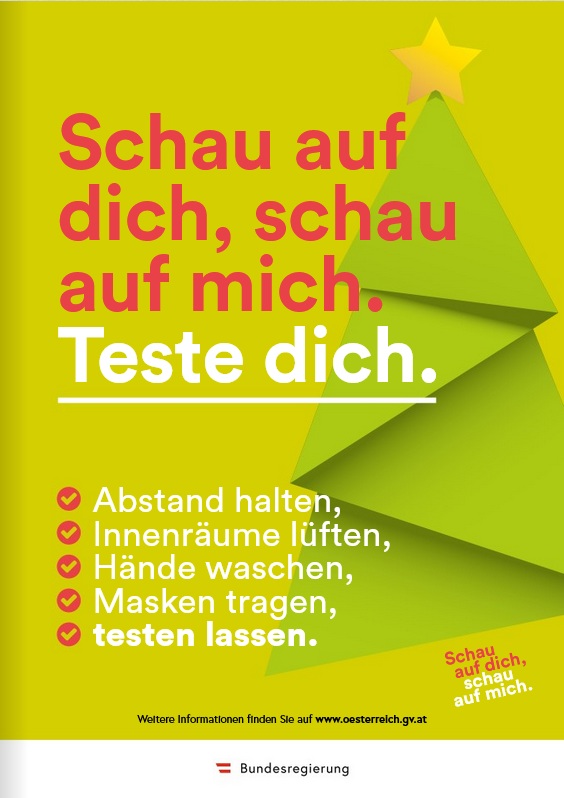 Schau auf
dich, schau
auf mich.
Teste dich.
Abstand halten,
Innenräume lüften,
Hände waschen,
Masken tragen,
testen lassen.
Schau
auf dich,
schau
auf mich.
Weitere Informationen finden Sie auf www.oesterreich.gv.at
Bundesregierung